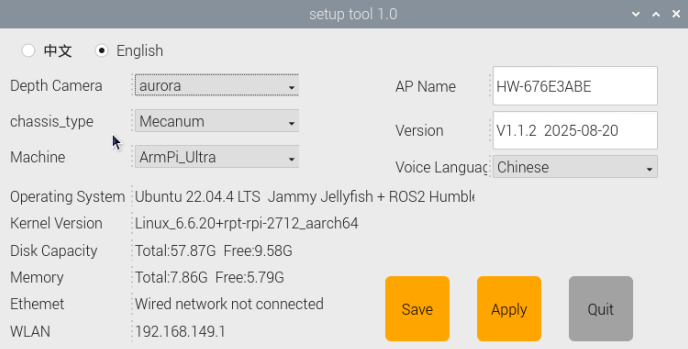 setup tool 1.0
中文 English
Depth Camera aurora
AP Name HW-676E3ABE
chassis_type Mecanum
Version V1.1.2 2025-08-20
Machine ArmPi_Ultra
Voice Languag Chinese
Operating System Ubuntu 22.04.4 LTS Jammy Jellyfish + ROS2 Humble
Kernel Version Linux_6.6.20+rpt-rpi-2712_aarch64
Disk Capacity Total:57.87G Free:9.58G
Memory Total:7.86G Free:5.79G
Ethemet Wired network not connected
WLAN 192.168.149.1
Save Apply Quit